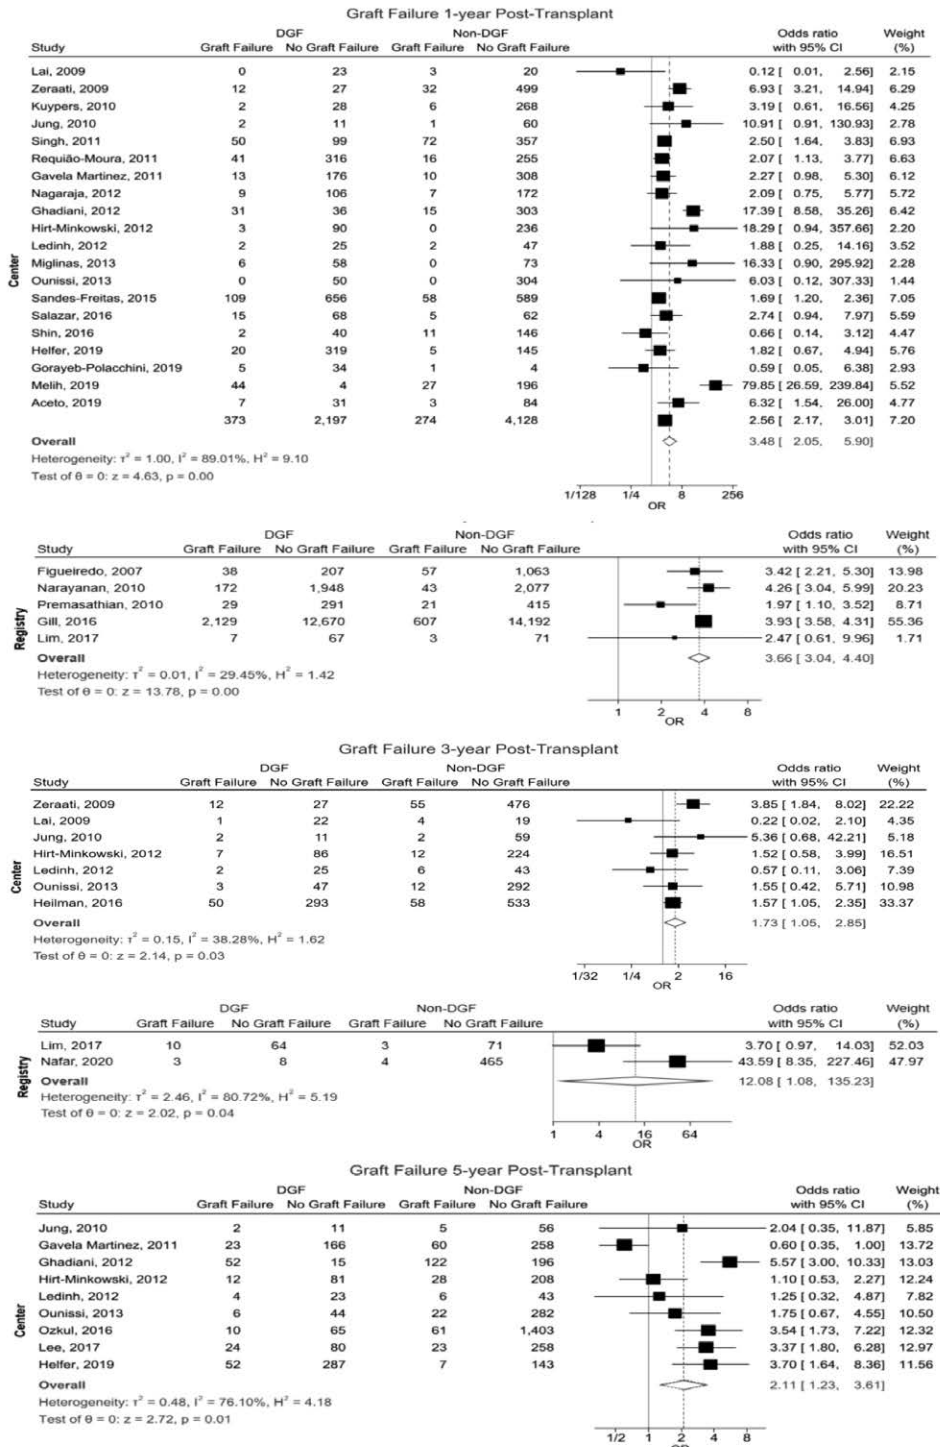 Graft Failure 1-year Post-Transplant
DGF Non-DGF Odds ratio Weight
Study Graft Failure No Graft Failure Graft Failure No Graft Failure with 95% CI (%)
Lai, 2009 0 23 3 20 0.12 [ 0.01, 2.56] 2.15
Zeraati, 2009 12 27 32 499 6.93 [ 3.21, 14.94] 6.29
Kuypers, 2010 2 28 6 268 3.19 [ 0.61, 16.56] 4.25
Jung, 2010 2 11 1 60 10.91 [ 0.91, 130.93] 2.78
Singh, 2011 50 99 72 357 2.50 [ 1.64, 3.83] 6.93
Requião-Moura, 2011 41 316 16 255 2.07 [ 1.13, 3.77] 6.63
Gavela Martinez, 2011 13 176 10 308 2.27 [ 0.98, 5.30] 6.12
Nagaraja, 2012 9 106 7 172 2.09 [ 0.75, 5.77] 5.72
Ghadiani, 2012 31 36 15 303 17.39 [ 8.58, 35.26] 6.42
Hirt-Minkowski, 2012 3 90 0 236 18.29 [ 0.94, 357.66] 2.20
Ledinh, 2012 2 25 2 47 1.88 [ 0.25, 14.16] 3.52
Miglinas, 2013 6 58 0 73 16.33 [ 0.90, 295.92] 2.28
Ounissi, 2013 0 50 0 304 6.03 [ 0.12, 307.33] 1.44
Center
Sandes-Freitas, 2015 109 656 58 589 1.69 [ 1.20, 2.36] 7.05
Salazar, 2016 15 68 5 62 2.74 [ 0.94, 7.97] 5.59
Shin, 2016 2 40 11 146 0.66 [ 0.14, 3.12] 4.47
Helfer, 2019 20 319 5 145 1.82 [ 0.67, 4.94] 5.76
Gorayeb-Polacchini, 2019 5 34 1 4 0.59 [ 0.05, 6.38] 2.93
Melih, 2019 44 4 27 196 79.85 [ 26.59, 239.84] 5.52
Aceto, 2019 7 31 3 84 6.32 [ 1.54, 26.00] 4.77
373 2,197 274 4,128 2.56 [ 2.17, 3.01] 7.20
Overall 3.48 [ 2.05, 5.90]
Heterogeneity: τ² = 1.00, I² = 89.01%, H² = 9.10
Test of θ = 0: z = 4.63, p = 0.00
1/128 1/4 8 256
OR
DGF Non-DGF Odds ratio Weight
Study Graft Failure No Graft Failure Graft Failure No Graft Failure with 95% CI (%)
Figueiredo, 2007 38 207 57 1,063 3.42 [ 2.21, 5.30] 13.98
Narayanan, 2010 172 1,948 43 2,077 4.26 [ 3.04, 5.99] 20.23
Premasathian, 2010 29 291 21 415 1.97 [ 1.10, 3.52] 8.71
Gill, 2016 2,129 12,670 607 14,192 3.93 [ 3.58, 4.31] 55.36
Registry
Lim, 2017 7 67 3 71 2.47 [ 0.61, 9.96] 1.71
Overall 3.66 [ 3.04, 4.40]
Heterogeneity: τ² = 0.01, I² = 29.45%, H² = 1.42
Test of θ = 0: z = 13.78, p = 0.00
1 2 4 8
OR
Graft Failure 3-year Post-Transplant
DGF Non-DGF Odds ratio Weight
Study Graft Failure No Graft Failure Graft Failure No Graft Failure with 95% CI (%)
Zeraati, 2009 12 27 55 476 3.85 [ 1.84, 8.02] 22.22
Lai, 2009 1 22 4 19 0.22 [ 0.02, 2.10] 4.35
Jung, 2010 2 11 2 59 5.36 [ 0.68, 42.21] 5.18
Hirt-Minkowski, 2012 7 86 12 224 1.52 [ 0.58, 3.99] 16.51
Ledinh, 2012 2 25 6 43 0.57 [ 0.11, 3.06] 7.39
Center
Ounissi, 2013 3 47 12 292 1.55 [ 0.42, 5.71] 10.98
Heilman, 2016 50 293 58 533 1.57 [ 1.05, 2.35] 33.37
Overall 1.73 [ 1.05, 2.85]
Heterogeneity: τ² = 0.15, I² = 38.28%, H² = 1.62
Test of θ = 0: z = 2.14, p = 0.03
1/32 1/4 2 16
OR
DGF Non-DGF Odds ratio Weight
Study Graft Failure No Graft Failure Graft Failure No Graft Failure with 95% CI (%)
Lim, 2017 10 64 3 71 3.70 [ 0.97, 14.03] 52.03
Nafar, 2020 3 8 4 465 43.59 [ 8.35, 227.46] 47.97
Registry
Overall 12.08 [ 1.08, 135.23]
Heterogeneity: τ² = 2.46, I² = 80.72%, H² = 5.19
Test of θ = 0: z = 2.02, p = 0.04
1 4 16 64
OR
Graft Failure 5-year Post-Transplant
DGF Non-DGF Odds ratio Weight
Study Graft Failure No Graft Failure Graft Failure No Graft Failure with 95% CI (%)
Jung, 2010 2 11 5 56 2.04 [ 0.35, 11.87] 5.85
Gavela Martinez, 2011 23 166 60 258 0.60 [ 0.35, 1.00] 13.72
Ghadiani, 2012 52 15 122 196 5.57 [ 3.00, 10.33] 13.03
Hirt-Minkowski, 2012 12 81 28 208 1.10 [ 0.53, 2.27] 12.24
Ledinh, 2012 4 23 6 43 1.25 [ 0.32, 4.87] 7.82
Ounissi, 2013 6 44 22 282 1.75 [ 0.67, 4.55] 10.50
Center
Ozkul, 2016 10 65 61 1,403 3.54 [ 1.73, 7.22] 12.32
Lee, 2017 24 80 23 258 3.37 [ 1.80, 6.28] 12.97
Helfer, 2019 52 287 7 143 3.70 [ 1.64, 8.36] 11.56
Overall 2.11 [ 1.23, 3.61]
Heterogeneity: τ² = 0.48, I² = 76.10%, H² = 4.18
Test of θ = 0: z = 2.72, p = 0.01
1/2 1 2 4 8
OR